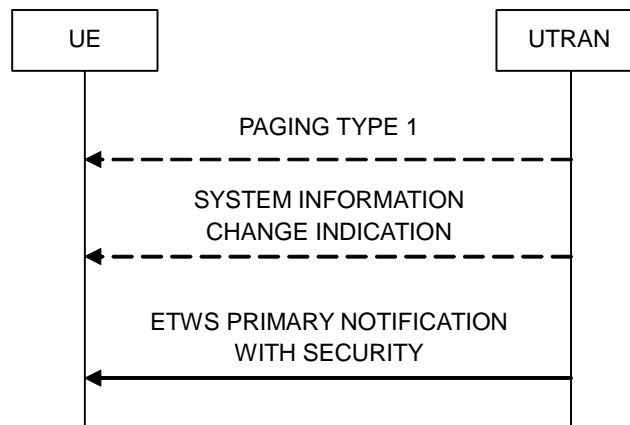 UE
UTRAN
PAGING TYPE 1
SYSTEM INFORMATION
CHANGE INDICATION
ETWS PRIMARY NOTIFICATION
WITH SECURITY